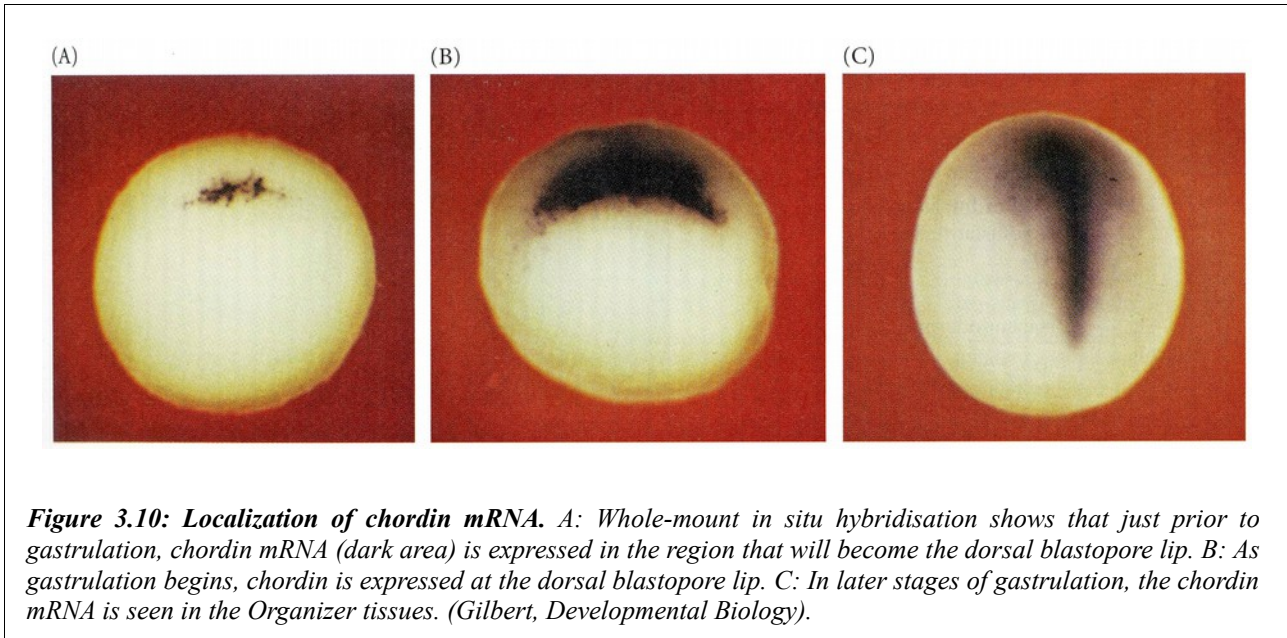 (A) (B) (C)
Figure 3.10: Localization of chordin mRNA. A: Whole-mount in situ hybridisation shows that just prior to
gastrulation, chordin mRNA (dark area) is expressed in the region that will become the dorsal blastopore lip. B: As
gastrulation begins, chordin is expressed at the dorsal blastopore lip. C: In later stages of gastrulation, the chordin
mRNA is seen in the Organizer tissues. (Gilbert, Developmental Biology).